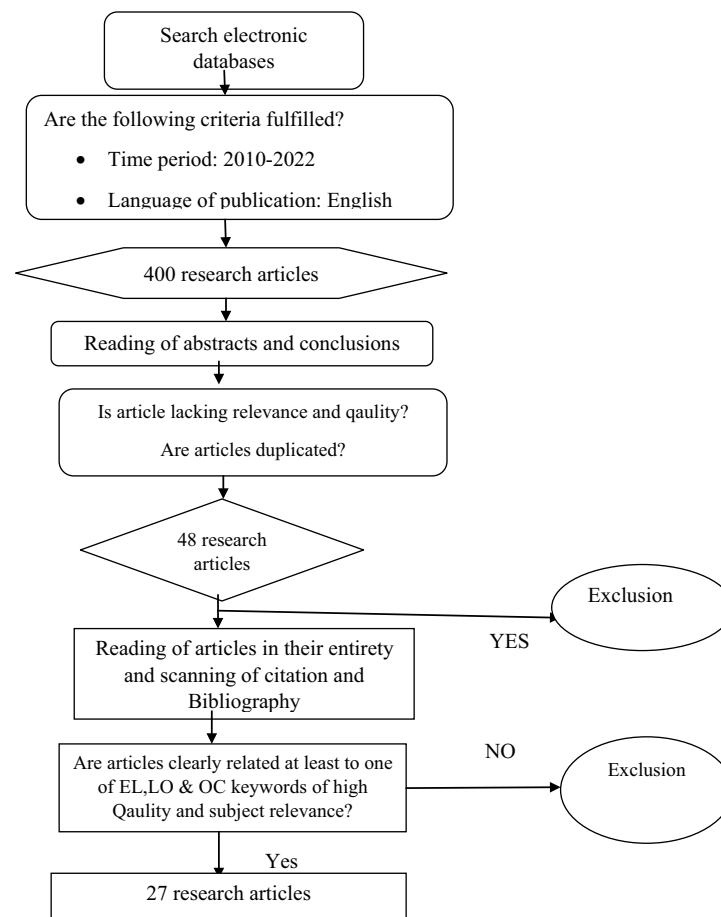 Search electronic
databases
Are the following criteria fulfilled?
• Time period: 2010-2022
• Language of publication: English
400 research articles
Reading of abstracts and conclusions
Is article lacking relevance and qaulity?
Are articles duplicated?
48 research
articles
Exclusion
YES
Reading of articles in their entirety
and scanning of citation and
Bibliography
Are articles clearly related at least to one
of EL,LO & OC keywords of high
Qaulity and subject relevance?
NO
Exclusion
Yes
27 research articles